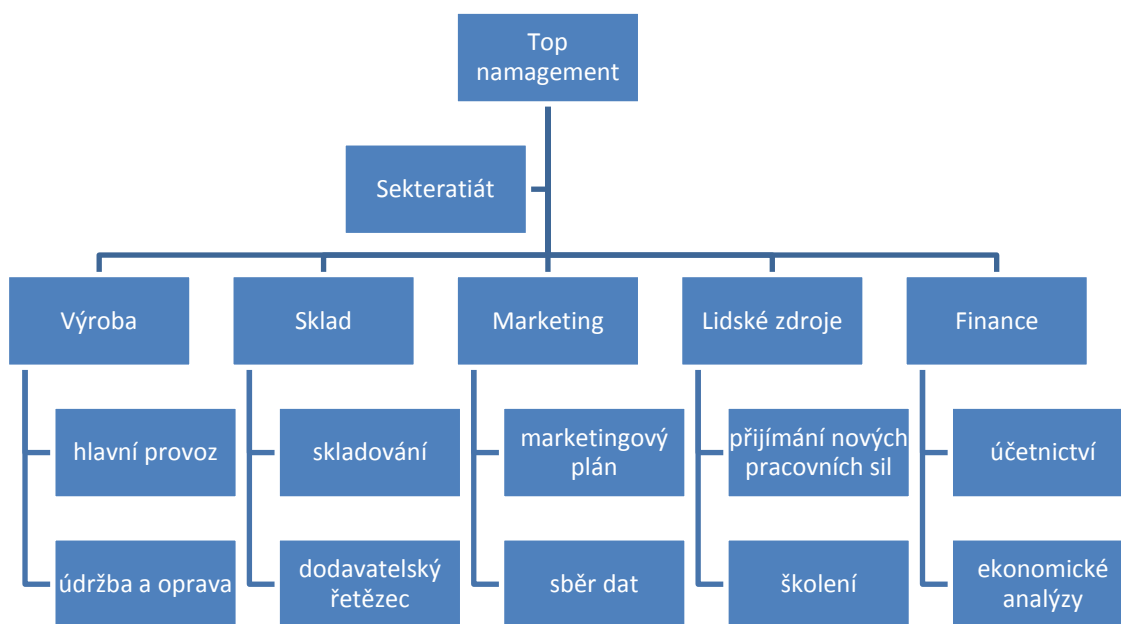 Top
namagement
Sekteratiát
Výroba
Sklad
Marketing
Lidské zdroje
Finance
hlavní provoz
skladování
marketingový
plán
přijímání nových
pracovních sil
účetnictví
údržba a oprava
dodavatelský
řetězec
sběr dat
školení
ekonomické
analýzy